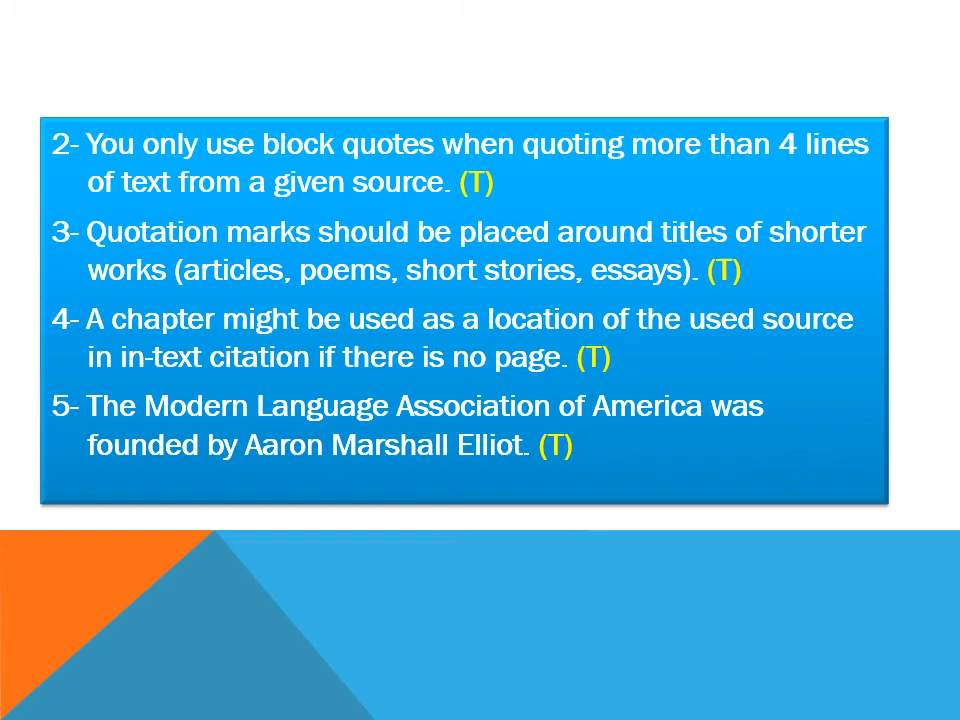 2- You only use block quotes when quoting more than 4 lines
of text from a given source. (T)
3- Quotation marks should be placed around titles of shorter
works (articles, poems, short stories, essays). (T)
4- A chapter might be used as a location of the used source
in in-text citation if there is no page. (T)
5- The Modern Language Association of America was
founded by Aaron Marshall Elliot. (T)